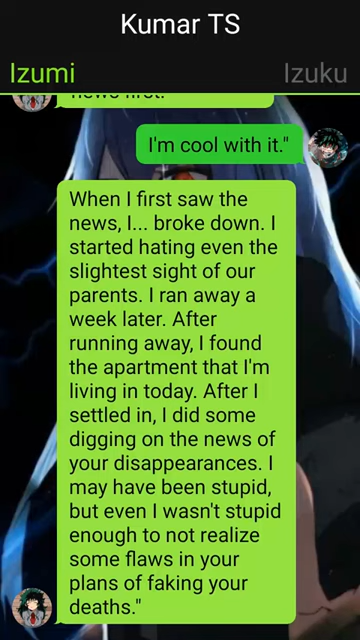 Kumar TS
Izumi
Izuku
news first.
I'm cool with it."
When I first saw the
news, I... broke down. I
started hating even the
slightest sight of our
parents. I ran away a
week later. After
running away, I found
the apartment that I'm
living in today. After I
settled in, I did some
digging on the news of
your disappearances. I
may have been stupid,
but even I wasn't stupid
enough to not realize
some flaws in your
plans of faking your
deaths."